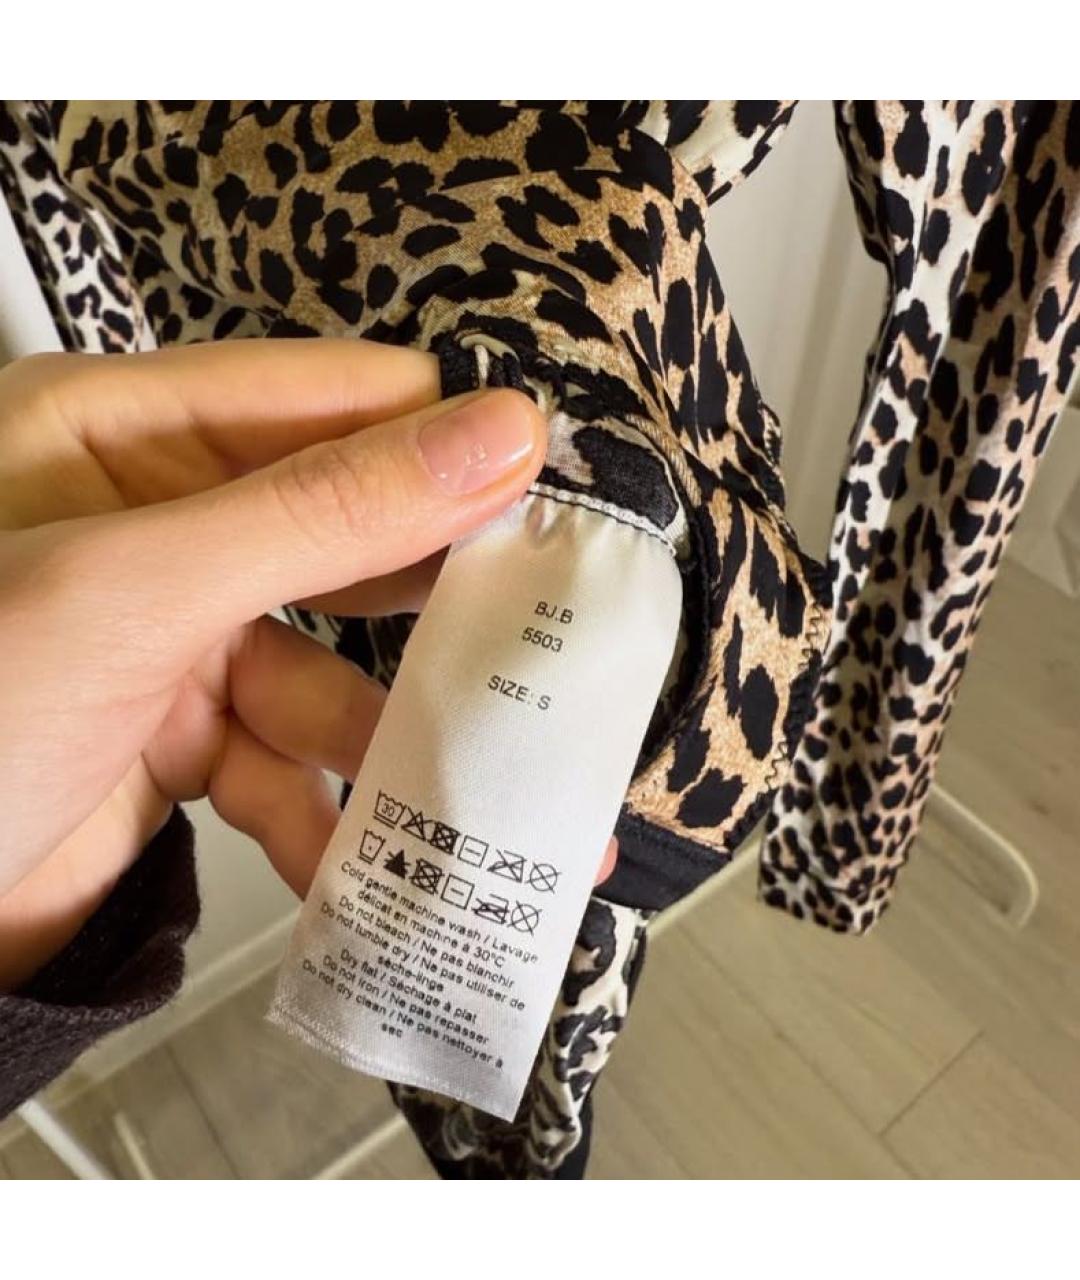 BJ.B
5503
SIZE: S
30
Cold gentle machine wash / Lavage
délicat en machine à 30°C
Do not bleach / Ne pas blanchir
Do not tumble dry / Ne pas utiliser de
sèche-linge
Dry flat / Séchage à plat
Do not iron / Ne pas repasser
Do not dry clean / Ne pas nettoyer à
sec